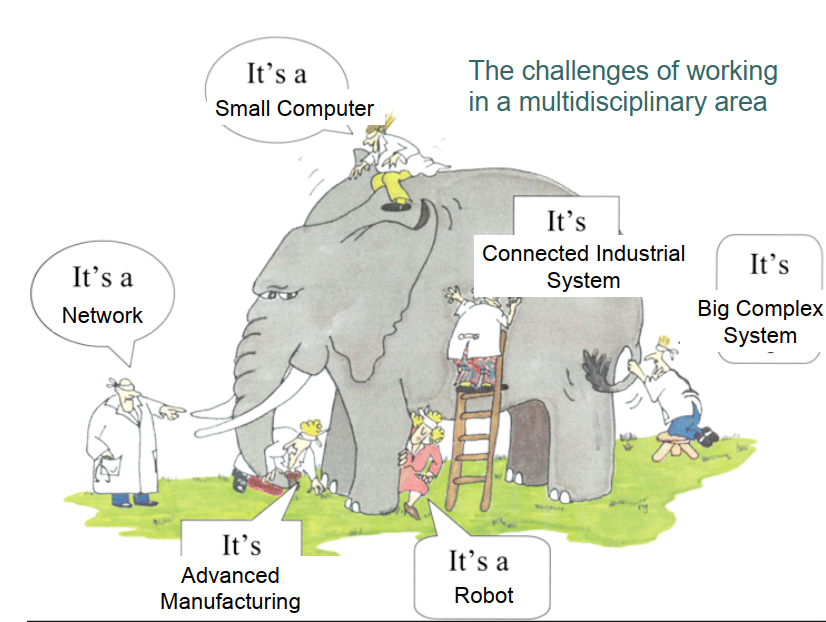 The challenges of working
in a multidisciplinary area
It's a
Small Computer
It's
Connected Industrial
System
It's
Big Complex
System
It's a
Network
It's
Advanced
Manufacturing
It's a
Robot